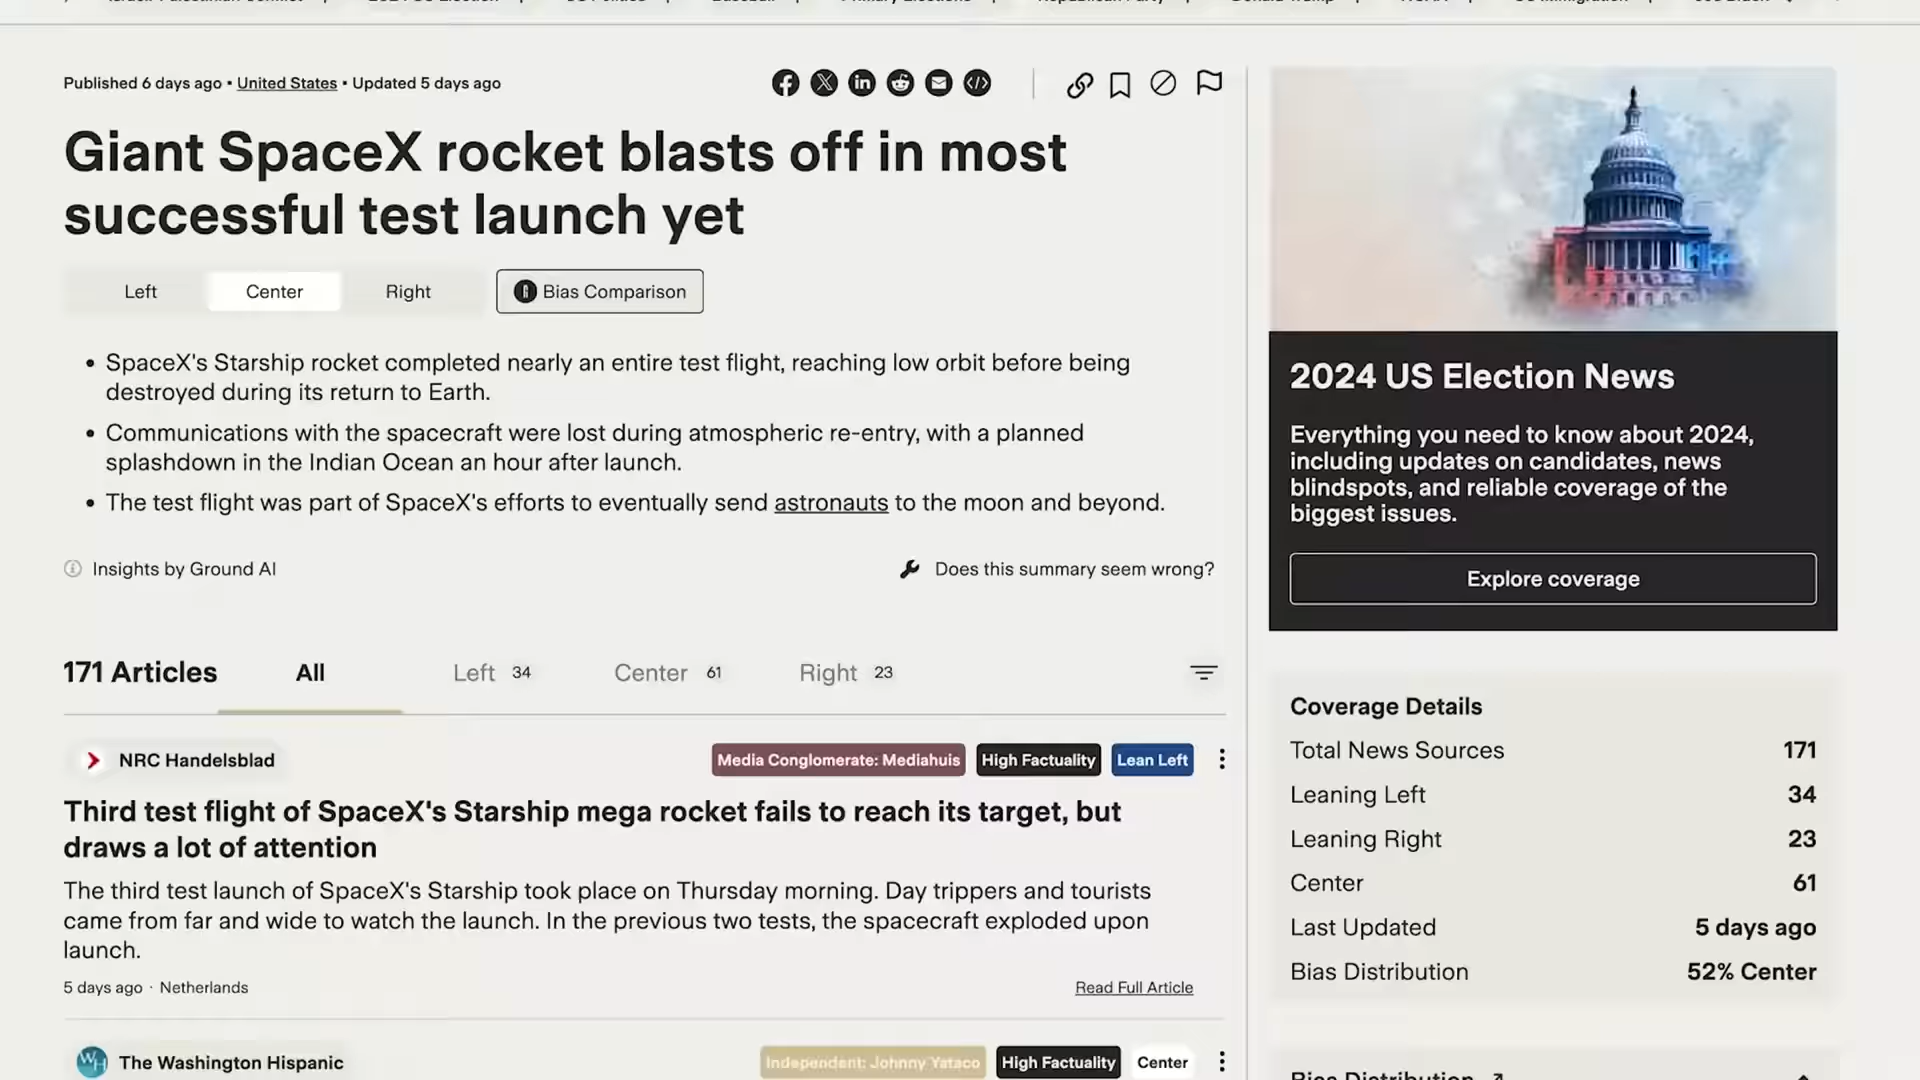 Published 6 days ago • United States • Updated 5 days ago
Giant SpaceX rocket blasts off in most
successful test launch yet
Left Center Right Bias Comparison
• SpaceX's Starship rocket completed nearly an entire test flight, reaching low orbit before being
destroyed during its return to Earth.
• Communications with the spacecraft were lost during atmospheric re-entry, with a planned
splashdown in the Indian Ocean an hour after launch.
• The test flight was part of SpaceX's efforts to eventually send astronauts to the moon and beyond.
Insights by Ground AI
Does this summary seem wrong?
171 Articles All Left 34 Center 61 Right 23
NRC Handelsblad
Media Conglomerate: Mediahuis High Factuality Lean Left
Third test flight of SpaceX's Starship mega rocket fails to reach its target, but
draws a lot of attention
The third test launch of SpaceX's Starship took place on Thursday morning. Day trippers and tourists
came from far and wide to watch the launch. In the previous two tests, the spacecraft exploded upon
launch.
5 days ago · Netherlands
Read Full Article
WH The Washington Hispanic
Independent: Johnny Yataco High Factuality Center
2024 US Election News
Everything you need to know about 2024,
including updates on candidates, news
blindspots, and reliable coverage of the
biggest issues.
Explore coverage
Coverage Details
Total News Sources 171
Leaning Left 34
Leaning Right 23
Center 61
Last Updated 5 days ago
Bias Distribution 52% Center
Bias Distribution